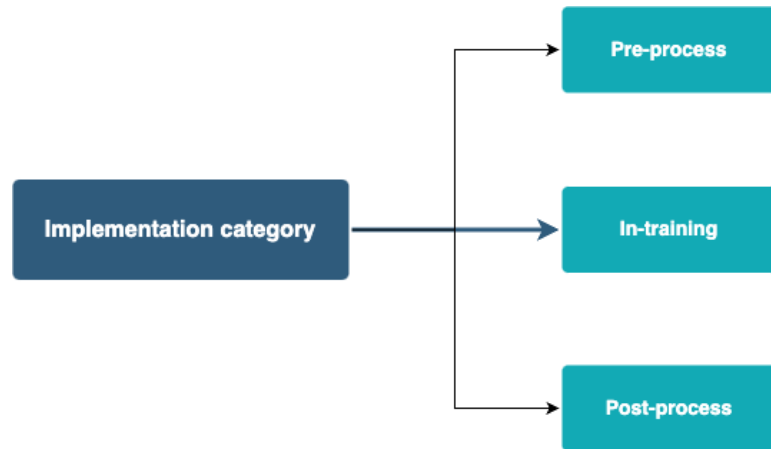 Pre-process
Implementation category
In-training
Post-process